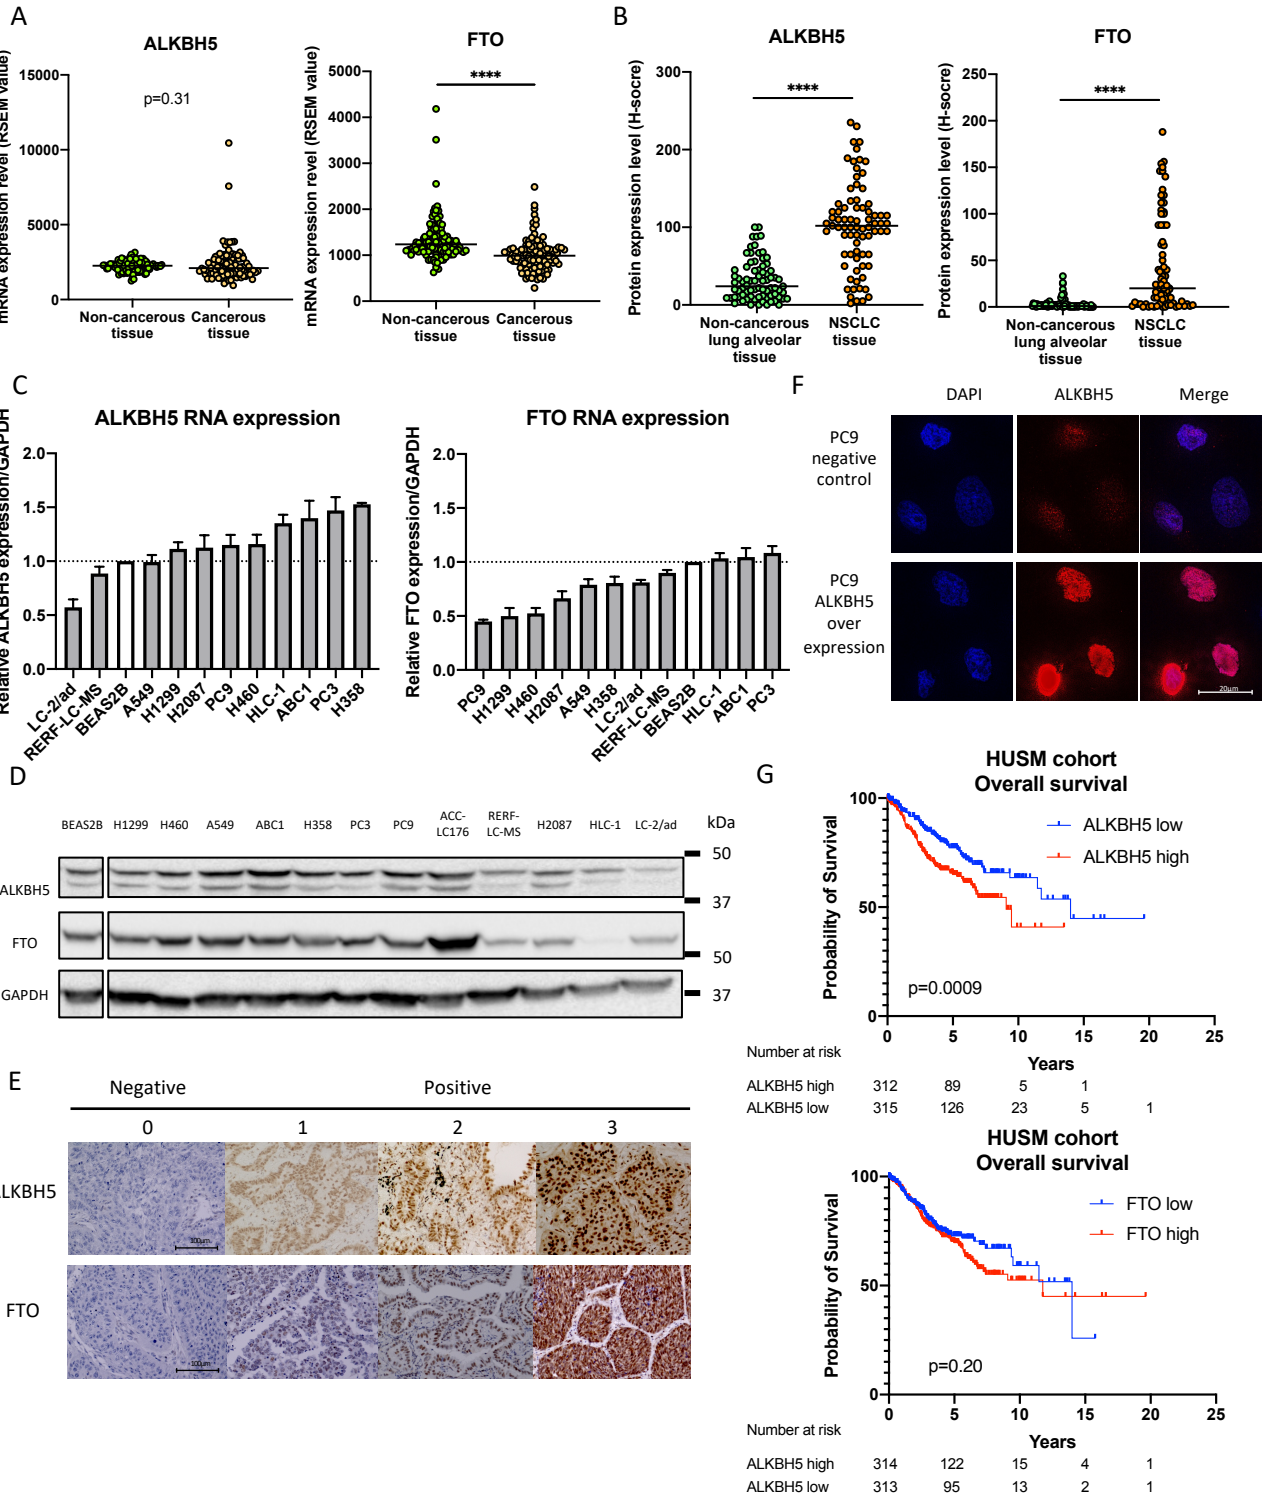 A
ALKBH5
mRNA expression revel (RSEM value)
15000
10000
5000
0
p=0.31
Non-cancerous
tissue
Cancerous
tissue
FTO
mRNA expression revel (RSEM value)
5000
4000
3000
2000
1000
0
****
Non-cancerous
tissue
Cancerous
tissue
B
ALKBH5
Protein expression level (H-socre)
300
200
100
0
****
Non-cancerous
lung alveolar
tissue
NSCLC
tissue
FTO
Protein expression level (H-socre)
250
200
150
100
50
0
****
Non-cancerous
lung alveolar
tissue
NSCLC
tissue
C
ALKBH5 RNA expression
Relative ALKBH5 expression/GAPDH
2.0
1.5
1.0
0.5
0.0
LC-2/ad
RERF-LC-MS
BEAS2B
A549
H1299
H2087
PC9
H460
HLC-1
ABC1
PC3
H358
FTO RNA expression
Relative FTO expression/GAPDH
2.0
1.5
1.0
0.5
0.0
PC9
H1299
H460
H2087
A549
H358
LC-2/ad
RERF-LC-MS
BEAS2B
HLC-1
ABC1
PC3
F
DAPI
ALKBH5
Merge
PC9
negative
control
PC9
ALKBH5
over
expression
20μm
D
BEAS2B
H1299
H460
A549
ABC1
H358
PC3
PC9
ACC-
LC176
RERF-
LC-MS
H2087
HLC-1
LC-2/ad
kDa
50
ALKBH5
37
FTO
50
GAPDH
37
E
Negative
Positive
0
1
2
3
ALKBH5
100μm
FTO
100μm
G
HUSM cohort
Overall survival
Probability of Survival
100
50
0
ALKBH5 low
ALKBH5 high
p=0.0009
0 5 10 15 20 25
Years
Number at risk
ALKBH5 high 312 89 5 1
ALKBH5 low 315 126 23 5 1
HUSM cohort
Overall survival
Probability of Survival
100
50
0
FTO low
FTO high
p=0.20
0 5 10 15 20 25
Years
Number at risk
ALKBH5 high 314 122 15 4 1
ALKBH5 low 313 95 13 2 1